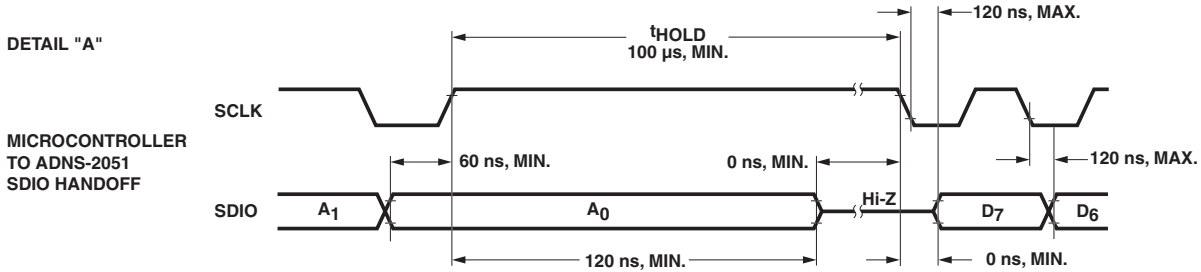 120 ns, MAX.
DETAIL "A"
tHOLD
100 µs, MIN.
SCLK
MICROCONTROLLER
TO ADNS-2051
SDIO HANDOFF
60 ns, MIN.
0 ns, MIN.
120 ns, MAX.
Hi-Z
SDIO
A1
A0
D7
D6
120 ns, MIN.
0 ns, MIN.